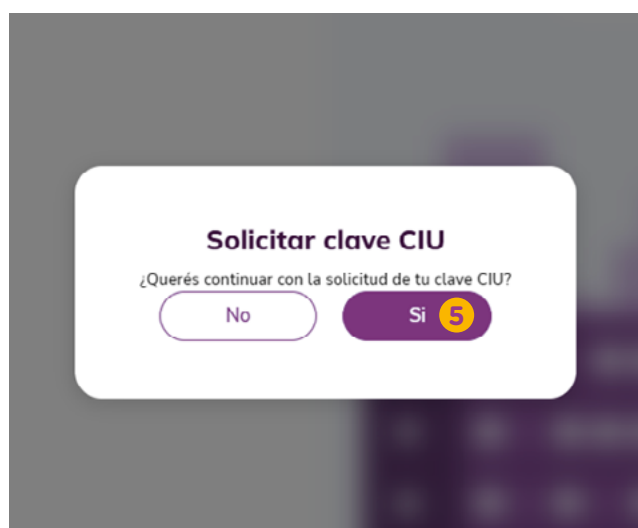 Solicitar clave CIU
¿Querés continuar con la solicitud de tu clave CIU?
No
Si 5